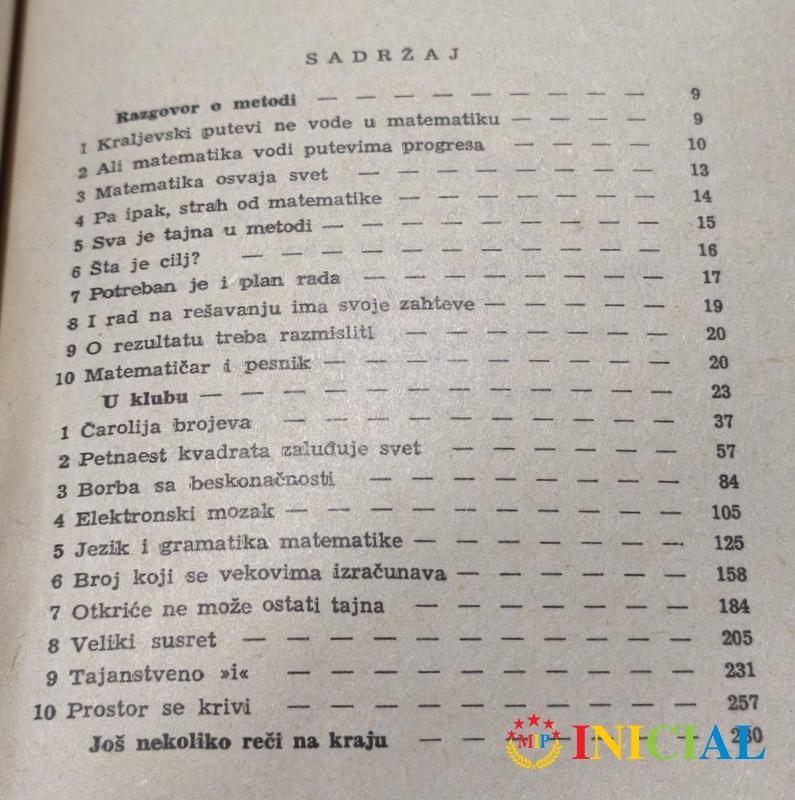 SADRŽAJ
Razgovor o metodi — — — — — — — — — 9
1 Kraljevski putevi ne vode u matematiku — — — — 9
2 Ali matematika vodi putevima progresa — — — — 10
3 Matematika osvaja svet — — — — — — — — 13
4 Pa ipak, strah od matematike — — — — — — — 14
5 Sva je tajna u metodi — — — — — — — — — 15
6 Šta je cilj? — — — — — — — — — — 16
7 Potreban je i plan rada — — — — — — — — 17
8 I rad na rešavanju ima svoje zahteve — — — — — 19
9 O rezultatu treba razmisliti — — — — — — — 20
10 Matematičar i pesnik — — — — — — — — — 20
U klubu — — — — — — — — — — — — 23
1 Čarolija brojeva — — — — — — — — — — 37
2 Petnaest kvadrata zaluđuje svet — — — — — — 57
3 Borba sa beskonačnosti — — — — — — — — 84
4 Elektronski mozak — — — — — — — — — — 105
5 Jezik i gramatika matematike — — — — — — — 125
6 Broj koji se vekovima izračunava — — — — — — 158
7 Otkriće ne može ostati tajna — — — — — — — 184
8 Veliki susret — — — — — — — — — — — 205
9 Tajanstveno »i« — — — — — — — — — — 231
10 Prostor se krivi — — — — — — — — — — 257
Još nekoliko reči na kraju — — — — — — —
MIP INICIAL